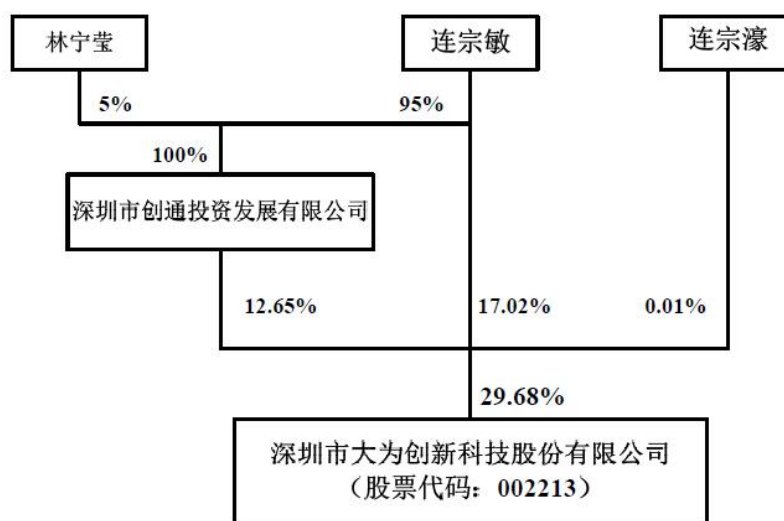 林宁莹
连宗敏
连宗濠
5%
95%
100%
深圳市创通投资发展有限公司
12.65%
17.02%
0.01%
29.68%
深圳市大为创新科技股份有限公司
（股票代码：002213）